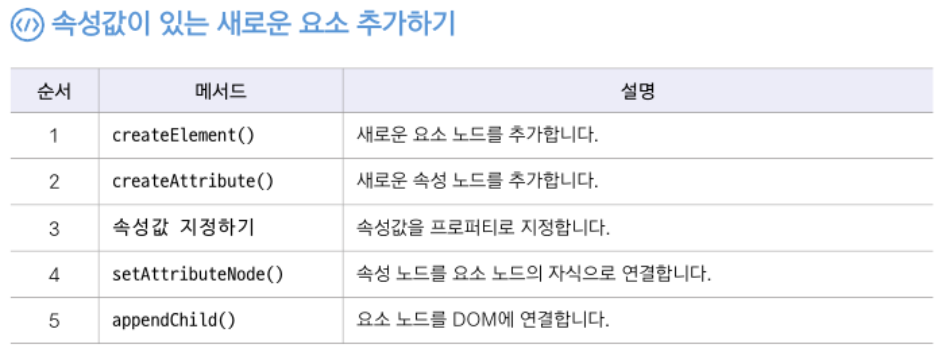 </> 속성값이 있는 새로운 요소 추가하기
순서 메서드 설명
1 createElement() 새로운 요소 노드를 추가합니다.
2 createAttribute() 새로운 속성 노드를 추가합니다.
3 속성값 지정하기 속성값을 프로퍼티로 지정합니다.
4 setAttributeNode() 속성 노드를 요소 노드의 자식으로 연결합니다.
5 appendChild() 요소 노드를 DOM에 연결합니다.